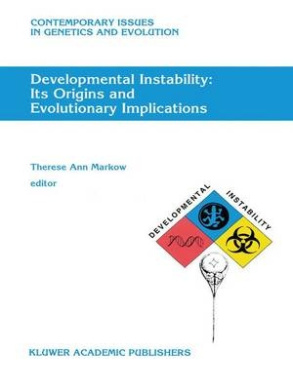 CONTEMPORARY ISSUES
IN GENETICS AND EVOLUTION
Developmental Instability:
Its Origins and
Evolutionary Implications
Therese Ann Markow
editor
DEVELOPMENTAL
INSTABILITY
KLUWER ACADEMIC PUBLISHERS